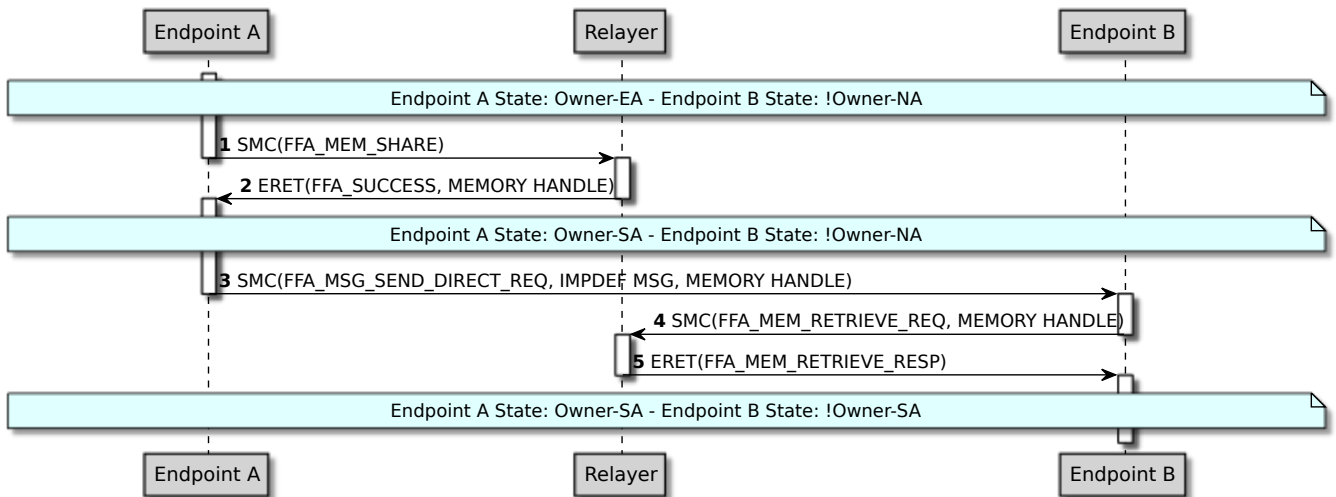 Endpoint A Relayer Endpoint B
Endpoint A State: Owner-EA - Endpoint B State: !Owner-NA
1 SMC(FFA_MEM_SHARE)
2 ERET(FFA_SUCCESS, MEMORY HANDLE)
Endpoint A State: Owner-SA - Endpoint B State: !Owner-NA
3 SMC(FFA_MSG_SEND_DIRECT_REQ, IMPDEF MSG, MEMORY HANDLE)
4 SMC(FFA_MEM_RETRIEVE_REQ, MEMORY HANDLE)
5 ERET(FFA_MEM_RETRIEVE_RESP)
Endpoint A State: Owner-SA - Endpoint B State: !Owner-SA
Endpoint A Relayer Endpoint B